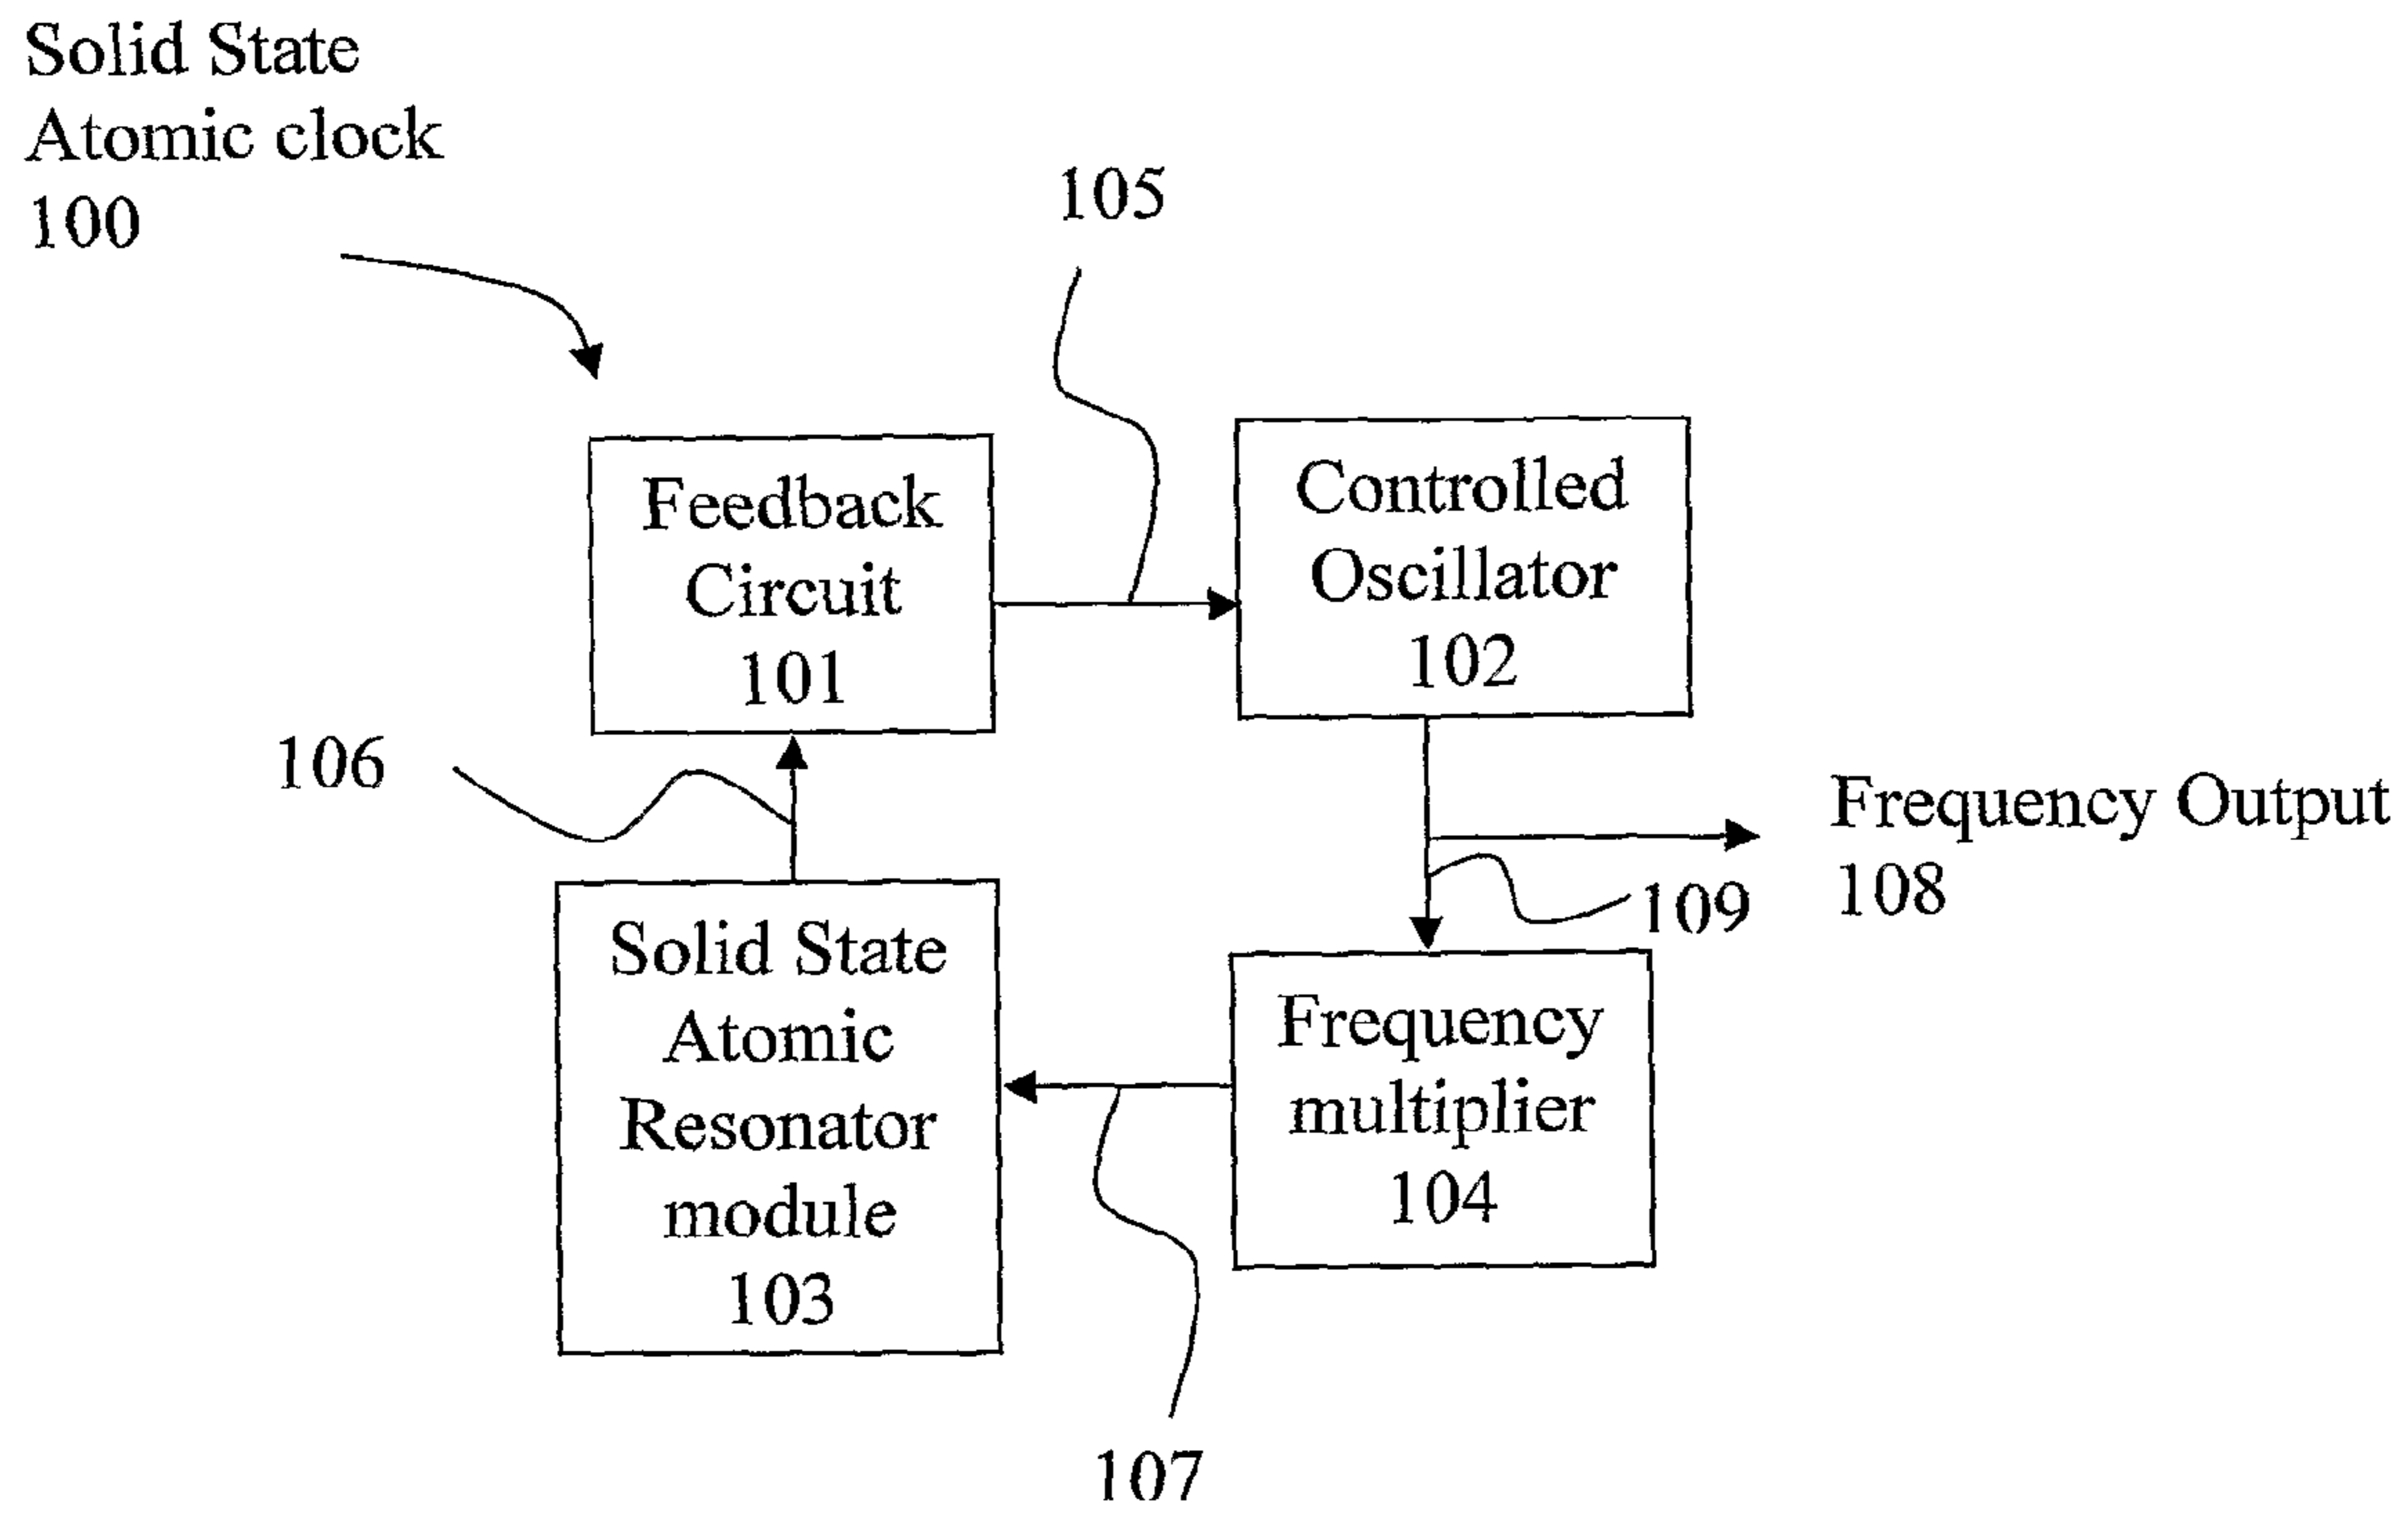 Solid State
Atomic clock
100
105
Feedback
Circuit
101
Controlled
Oscillator
102
106
Frequency Output
108
109
Solid State
Atomic
Resonator
module
103
Frequency
multiplier
104
107